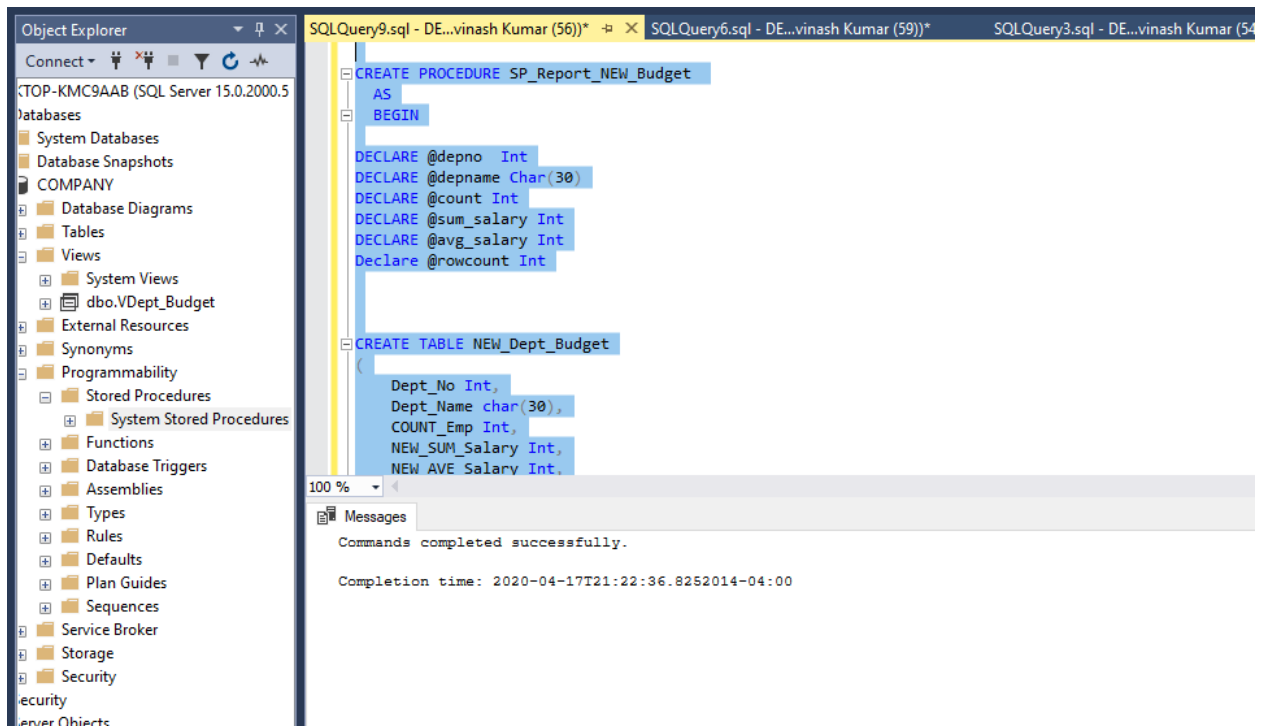 Object Explorer
Connect
KTOP-KMC9AAB (SQL Server 15.0.2000.5
Databases
System Databases
Database Snapshots
COMPANY
Database Diagrams
Tables
Views
System Views
dbo.VDept_Budget
External Resources
Synonyms
Programmability
Stored Procedures
System Stored Procedures
Functions
Database Triggers
Assemblies
Types
Rules
Defaults
Plan Guides
Sequences
Service Broker
Storage
Security
ecurity
erver Objects
SQLQuery9.sql - DE...vinash Kumar (56))*
SQLQuery6.sql - DE...vinash Kumar (59))*
SQLQuery3.sql - DE...vinash Kumar (54
CREATE PROCEDURE SP_Report_NEW_Budget
AS
BEGIN
DECLARE @depno Int
DECLARE @depname Char(30)
DECLARE @count Int
DECLARE @sum_salary Int
DECLARE @avg_salary Int
Declare @rowcount Int
CREATE TABLE NEW_Dept_Budget
(
Dept_No Int,
Dept_Name char(30),
COUNT_Emp Int,
NEW_SUM_Salary Int,
NEW_AVE_Salary Int,
100 %
Messages
Commands completed successfully.
Completion time: 2020-04-17T21:22:36.8252014-04:00